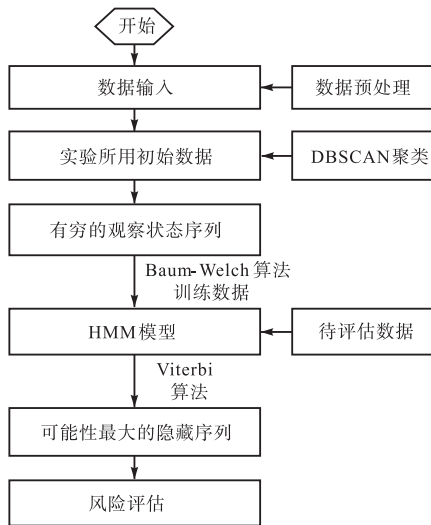 开始
数据输入
数据预处理
实验所用初始数据
DBSCAN聚类
有穷的观察状态序列
Baum-Welch 算法
训练数据
HMM模型
待评估数据
Viterbi
算法
可能性最大的隐藏序列
风险评估